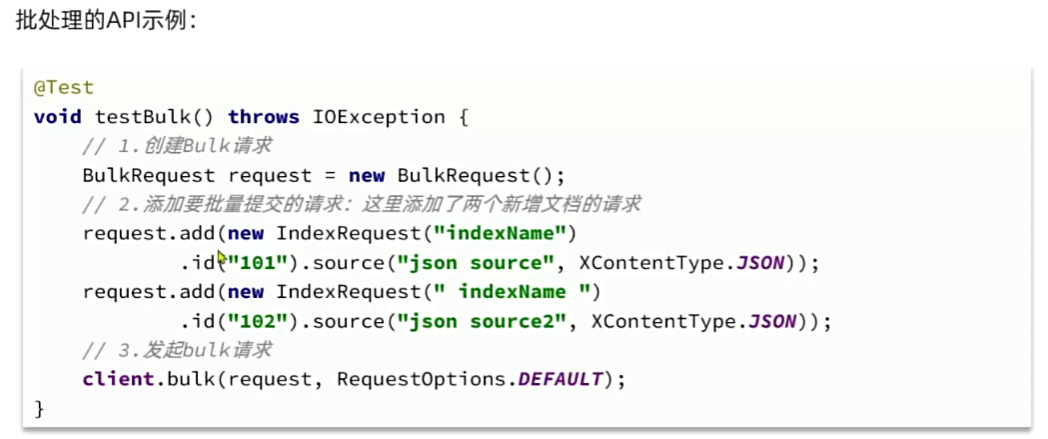 批处理的API示例：
@Test
void testBulk() throws IOException {
    // 1.创建Bulk请求
    BulkRequest request = new BulkRequest();
    // 2.添加要批量提交的请求：这里添加了两个新增文档的请求
    request.add(new IndexRequest("indexName")
            .id("101").source("json source", XContentType.JSON));
    request.add(new IndexRequest(" indexName ")
            .id("102").source("json source2", XContentType.JSON));
    // 3.发起bulk请求
    client.bulk(request, RequestOptions.DEFAULT);
}